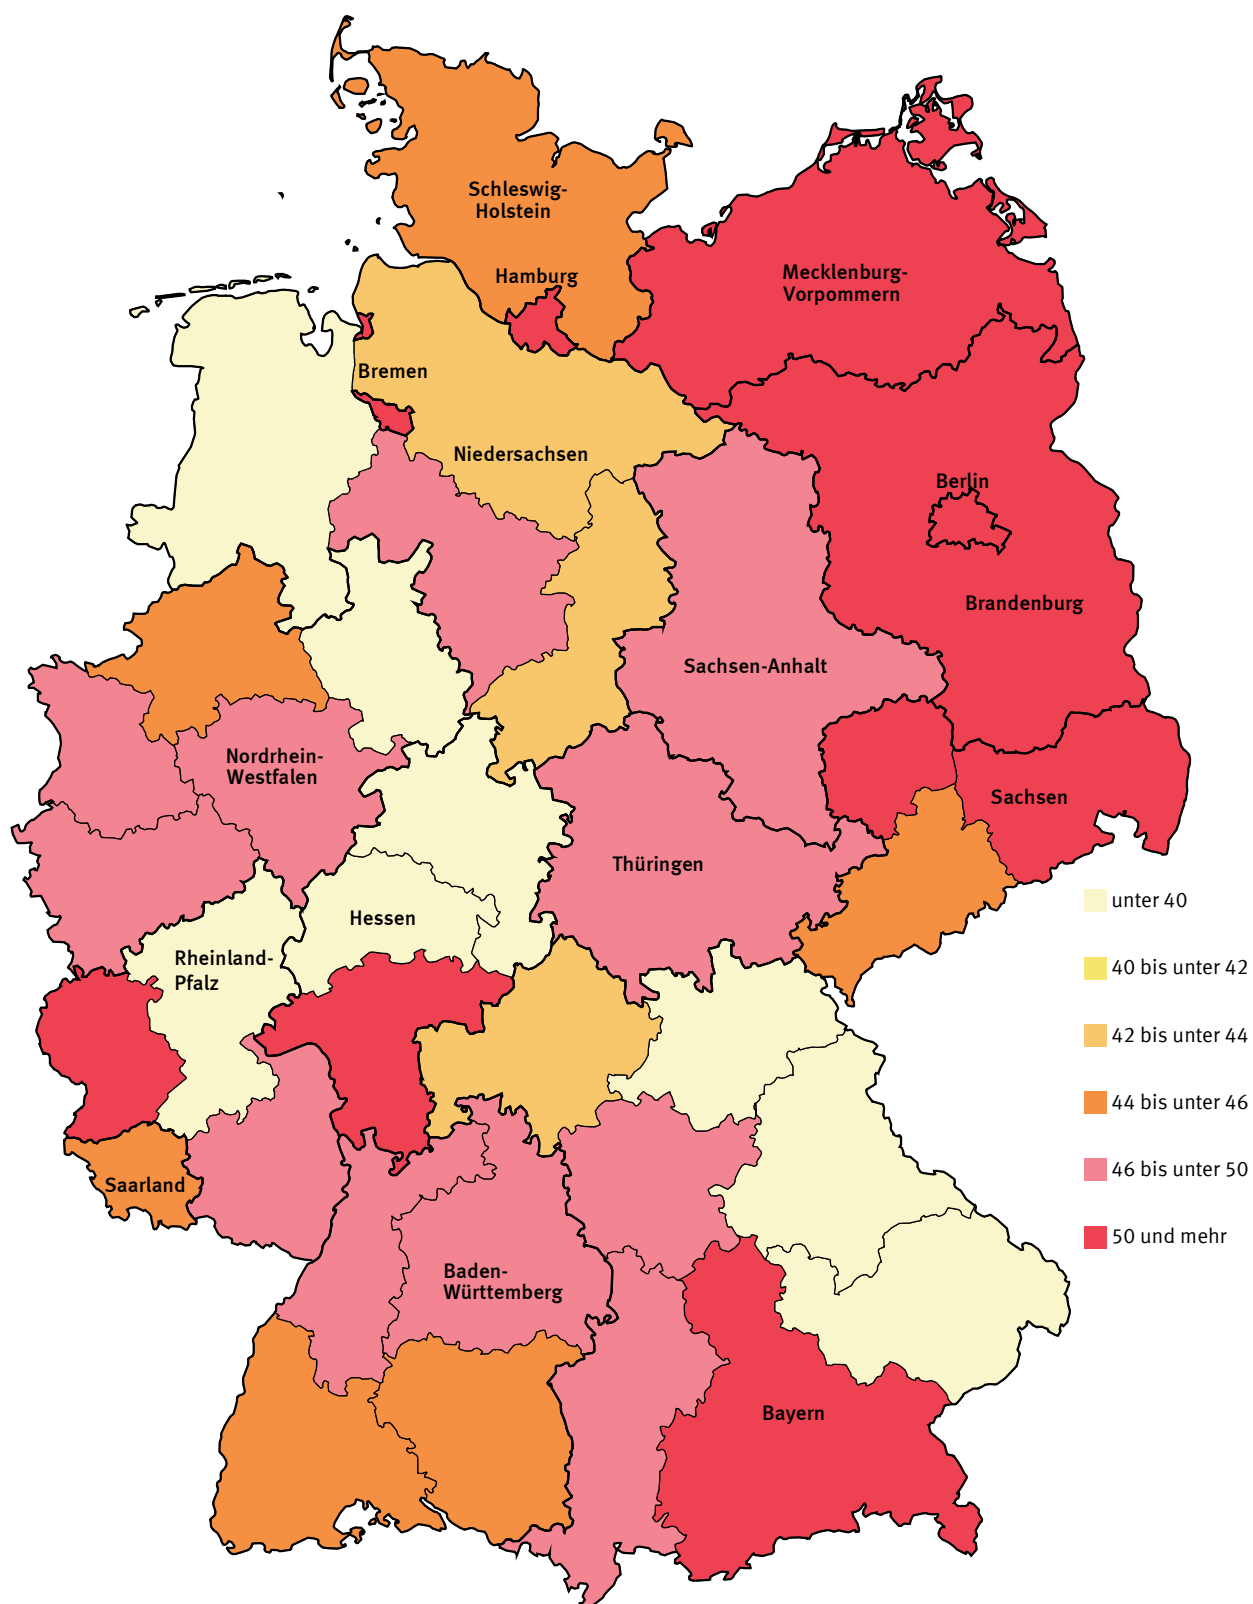 Schleswig-
Holstein
Hamburg
Mecklenburg-
Vorpommern
Bremen
Niedersachsen
Berlin
Brandenburg
Sachsen-Anhalt
Nordrhein-
Westfalen
Sachsen
Thüringen
Hessen
Rheinland-
Pfalz
Saarland
Baden-
Württemberg
Bayern
unter 40
40 bis unter 42
42 bis unter 44
44 bis unter 46
46 bis unter 50
50 und mehr